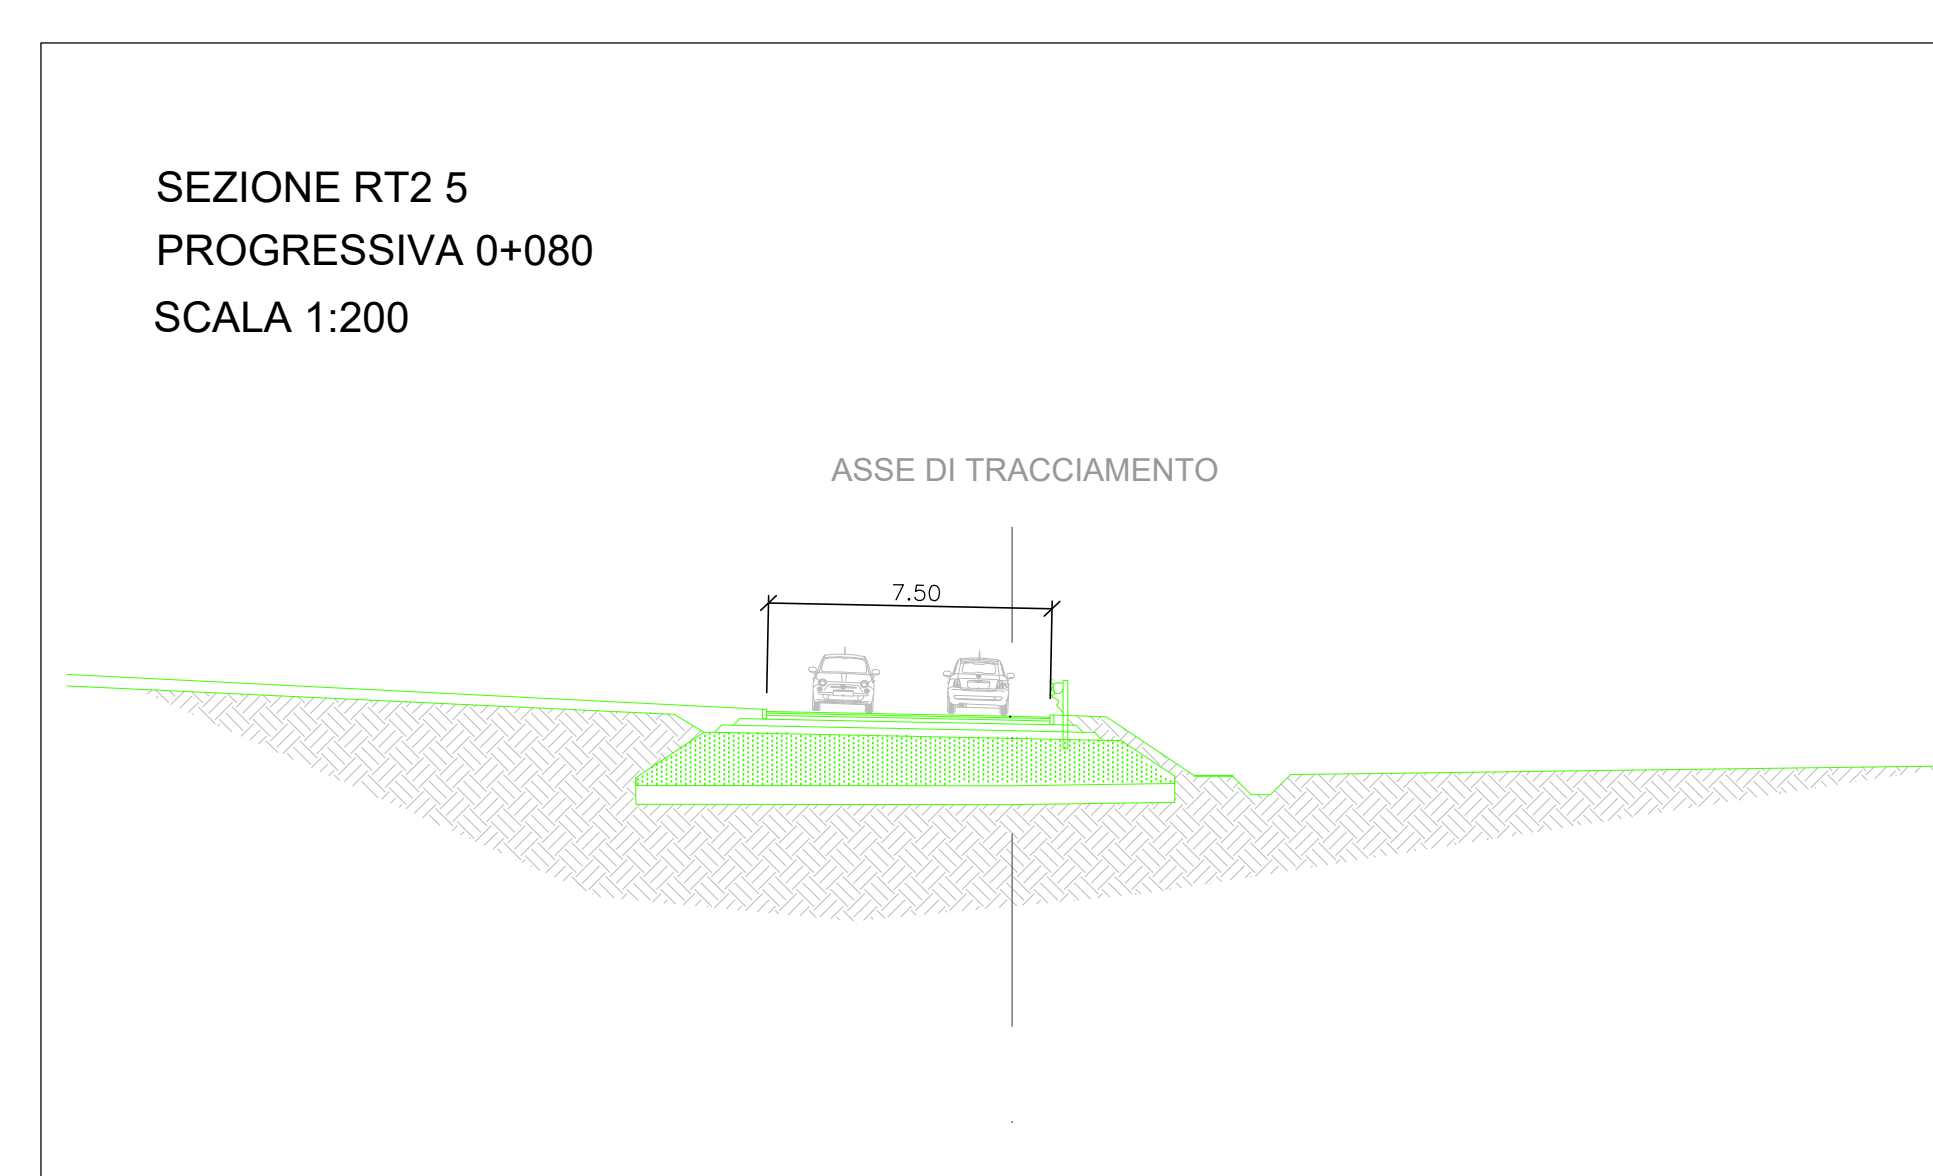 SEZIONE RT2 5
PROGRESSIVA 0+080
SCALA 1:200
ASSE DI TRACCIAMENTO
7.50